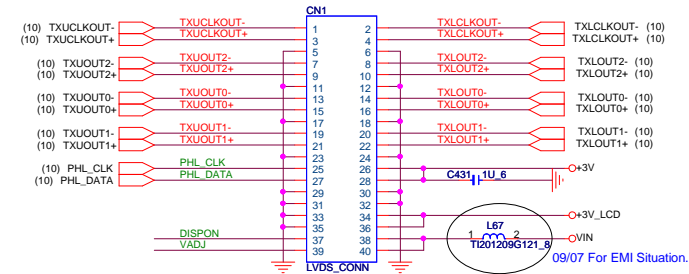 CN1
(10) TXUCLKOUT- TXUCLKOUT- 1 2 TXLCLKOUT- TXLCLKOUT- (10)
(10) TXUCLKOUT+ TXUCLKOUT+ 3 4 TXLCLKOUT+ TXLCLKOUT+ (10)
5 6
(10) TXUOUT2- TXUOUT2- 7 8 TXLOUT2- TXLOUT2- (10)
(10) TXUOUT2+ TXUOUT2+ 9 10 TXLOUT2+ TXLOUT2+ (10)
11 12
(10) TXUOUT0- TXUOUT0- 13 14 TXLOUT0- TXLOUT0- (10)
(10) TXUOUT0+ TXUOUT0+ 15 16 TXLOUT0+ TXLOUT0+ (10)
17 18
(10) TXUOUT1- TXUOUT1- 19 20 TXLOUT1- TXLOUT1- (10)
(10) TXUOUT1+ TXUOUT1+ 21 22 TXLOUT1+ TXLOUT1+ (10)
23 24
(10) PHL_CLK PHL_CLK 25 26 +3V
(10) PHL_DATA PHL_DATA 27 28 C431 1U_6
29 30
31 32
33 34 +3V_LCD
35 36 L67
DISPON 37 38 1 2 VIN
VADJ 39 40 TI201209G121_8
09/07 For EMI Situation.
LVDS_CONN